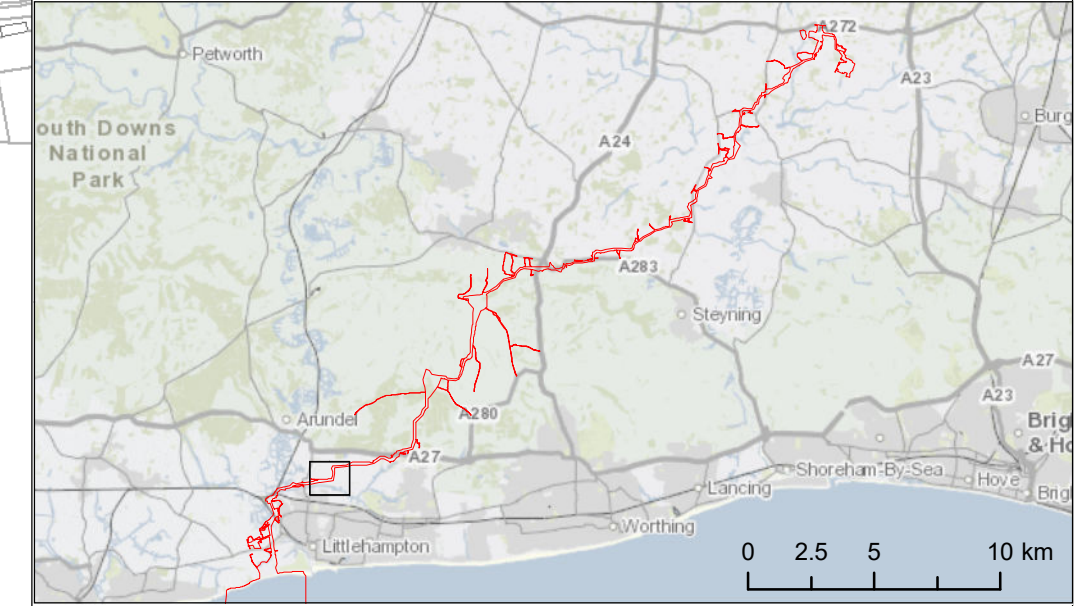 A272
Petworth
A23
Burg
outh Downs
National
Park
A24
A283
Steyning
A27
A23
Arundel
A280
Brig
& Ho
A27
Shoreham-By-Sea
Hove
Lancing
Brig
Worthing
Littlehampton
0 2.5 5 10 km